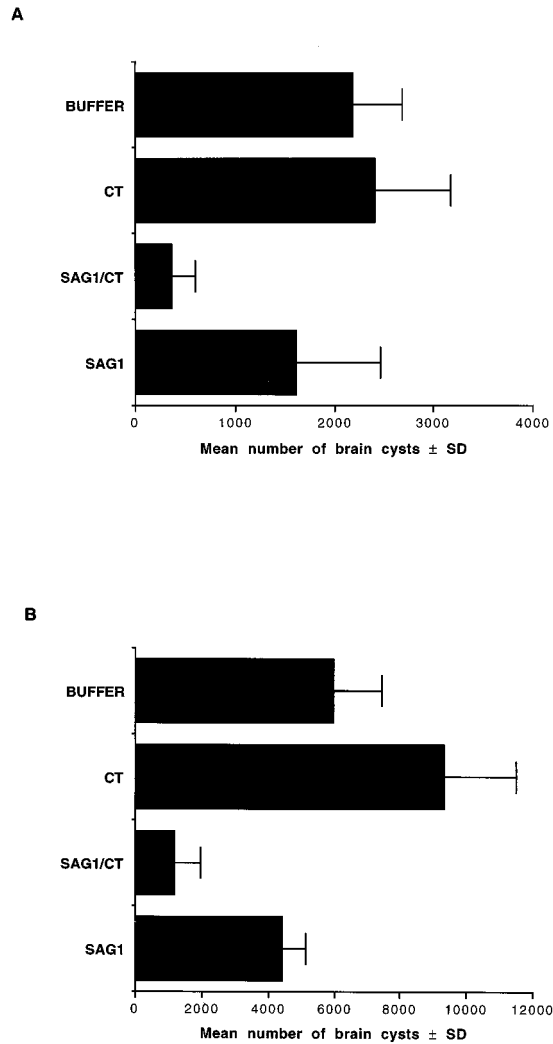 A
BUFFER
CT
SAG1/CT
SAG1
0 1000 2000 3000 4000
Mean number of brain cysts ± SD
B
BUFFER
CT
SAG1/CT
SAG1
0 2000 4000 6000 8000 10000 12000
Mean number of brain cysts ± SD